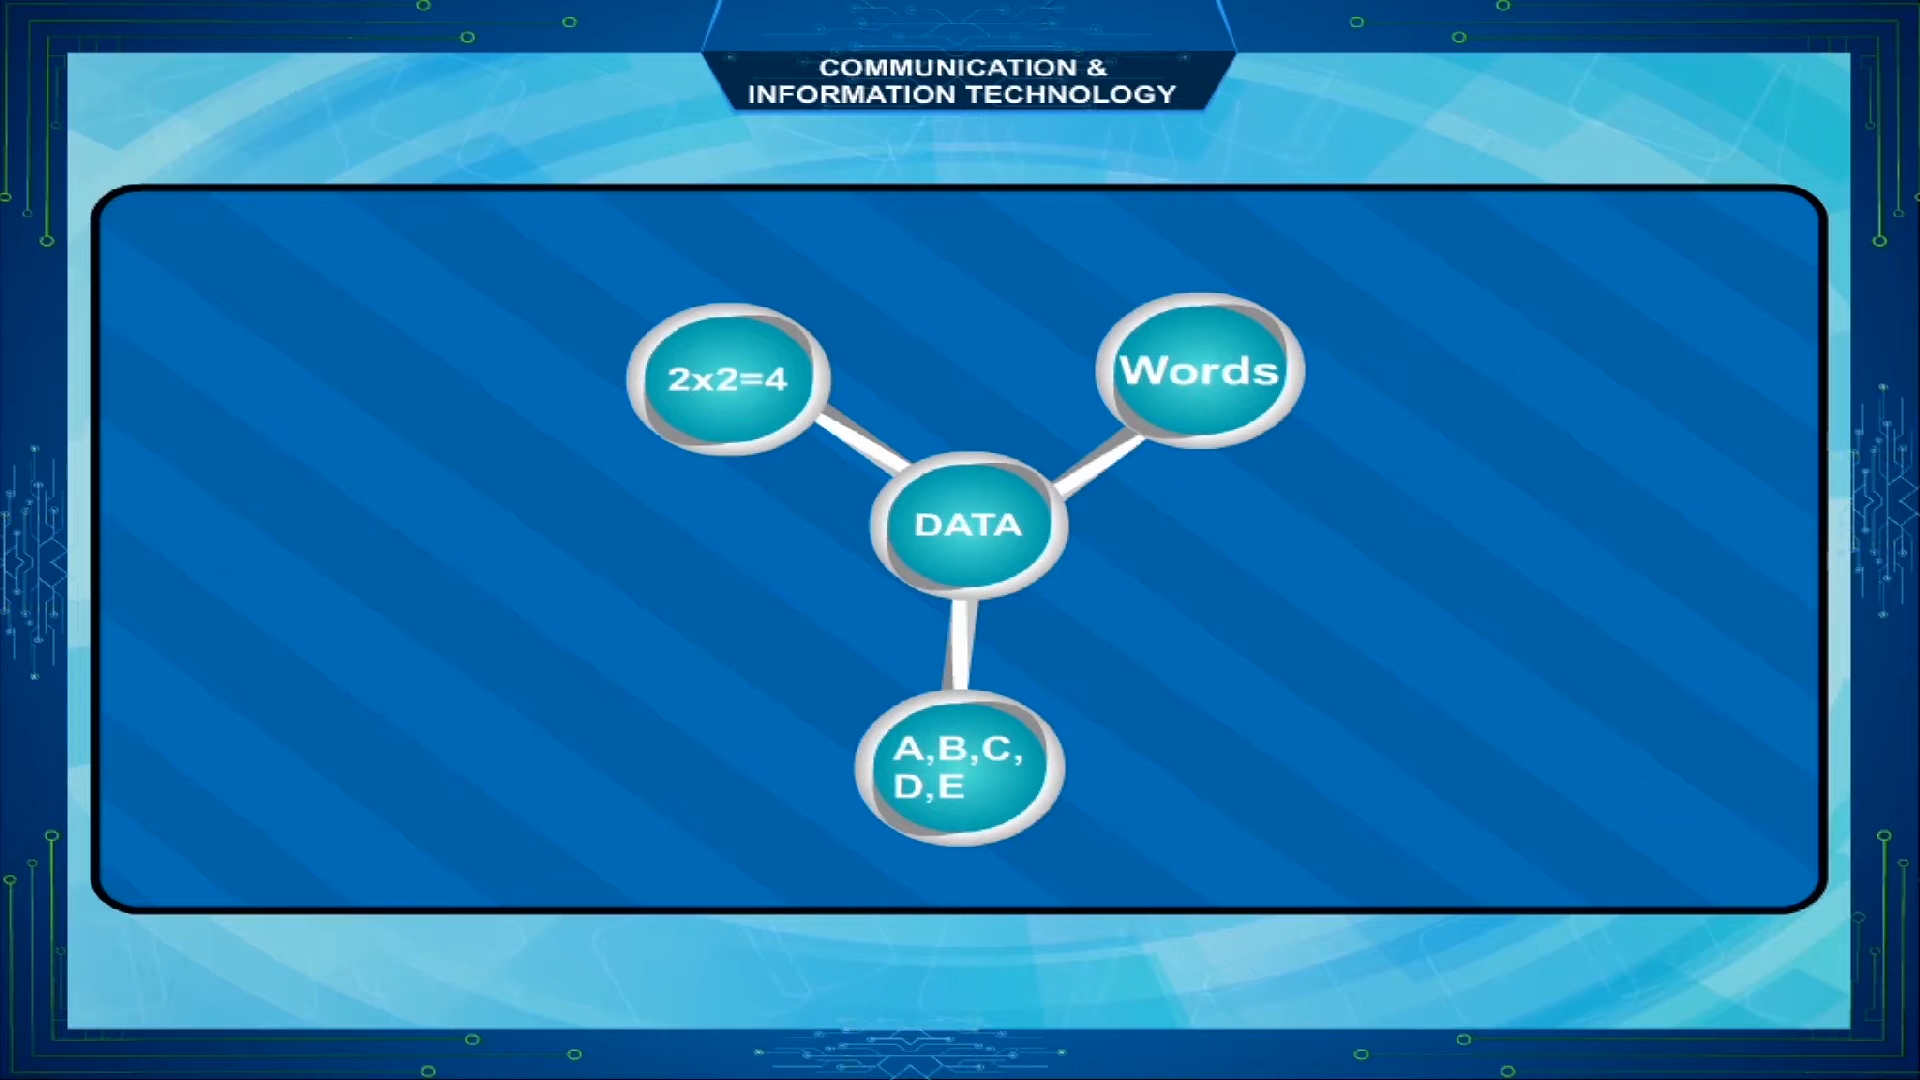 COMMUNICATION &
INFORMATION TECHNOLOGY
2x2=4
Words
DATA
A,B,C,
D,E